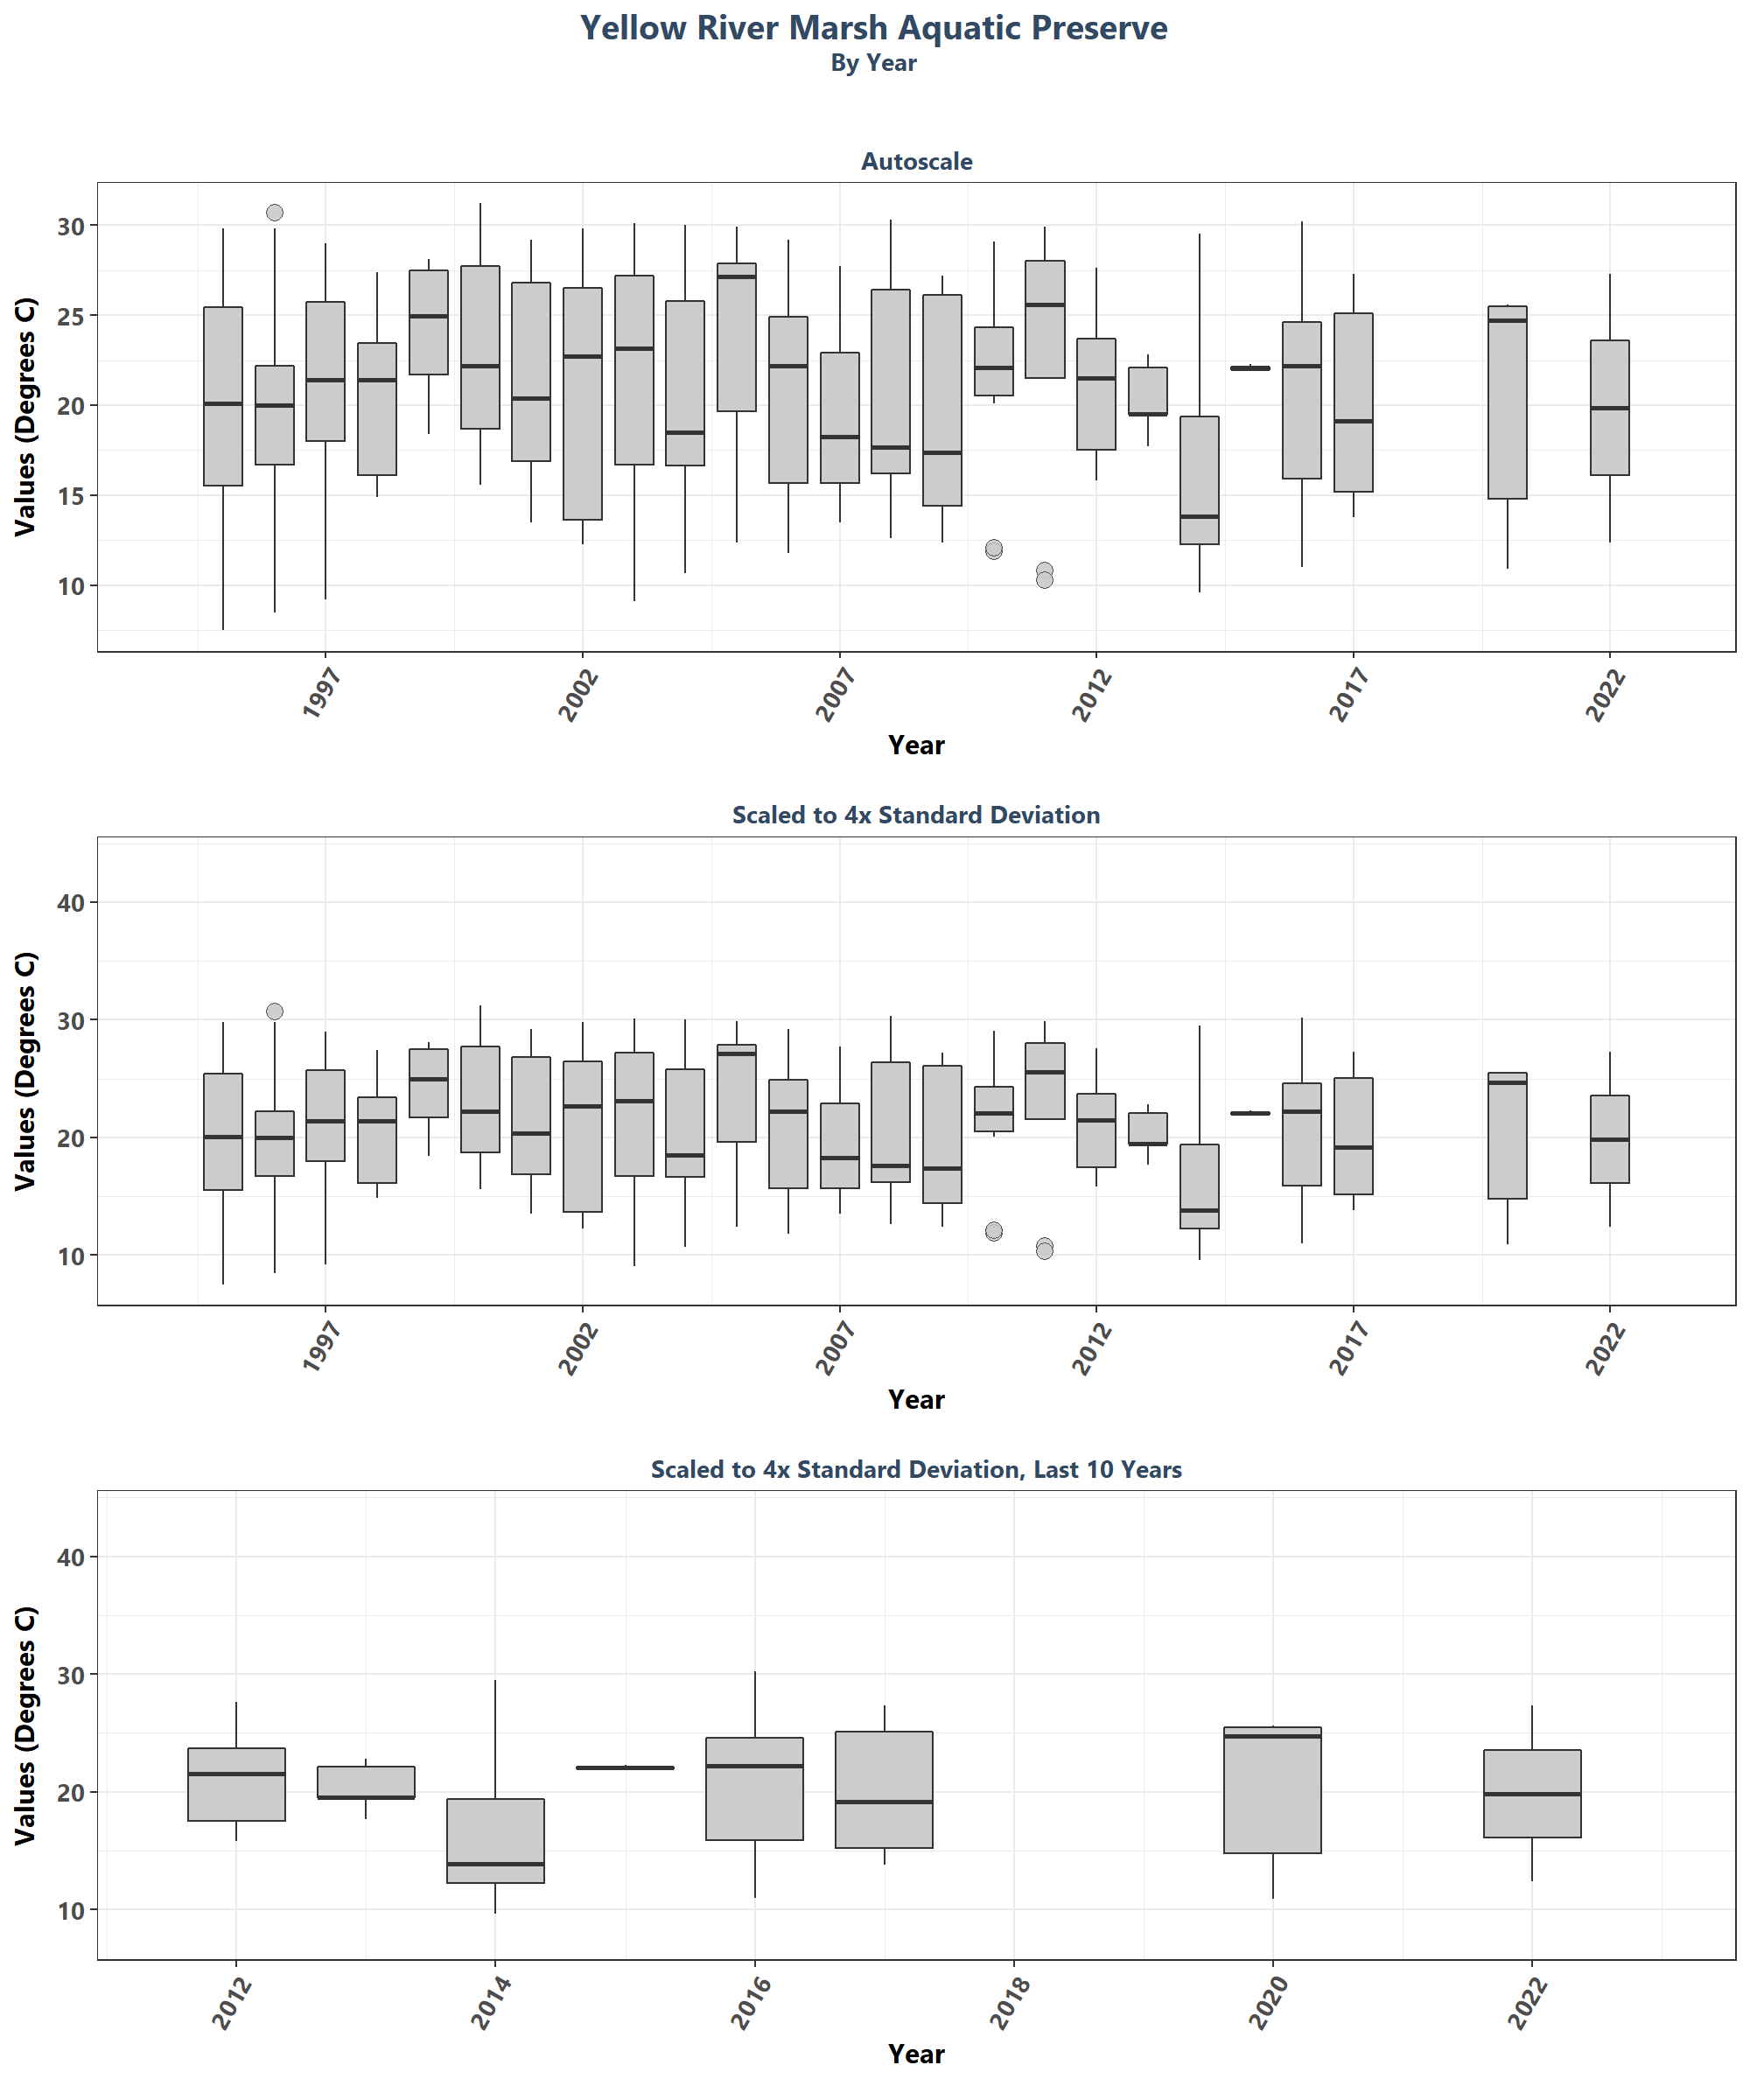 Yellow River Marsh Aquatic Preserve
By Year
Autoscale
Values (Degrees C)
30
25
20
15
10
1997
2002
2007
2012
2017
2022
Year
Scaled to 4x Standard Deviation
Values (Degrees C)
40
30
20
10
1997
2002
2007
2012
2017
2022
Year
Scaled to 4x Standard Deviation, Last 10 Years
Values (Degrees C)
40
30
20
10
2012
2014
2016
2018
2020
2022
Year